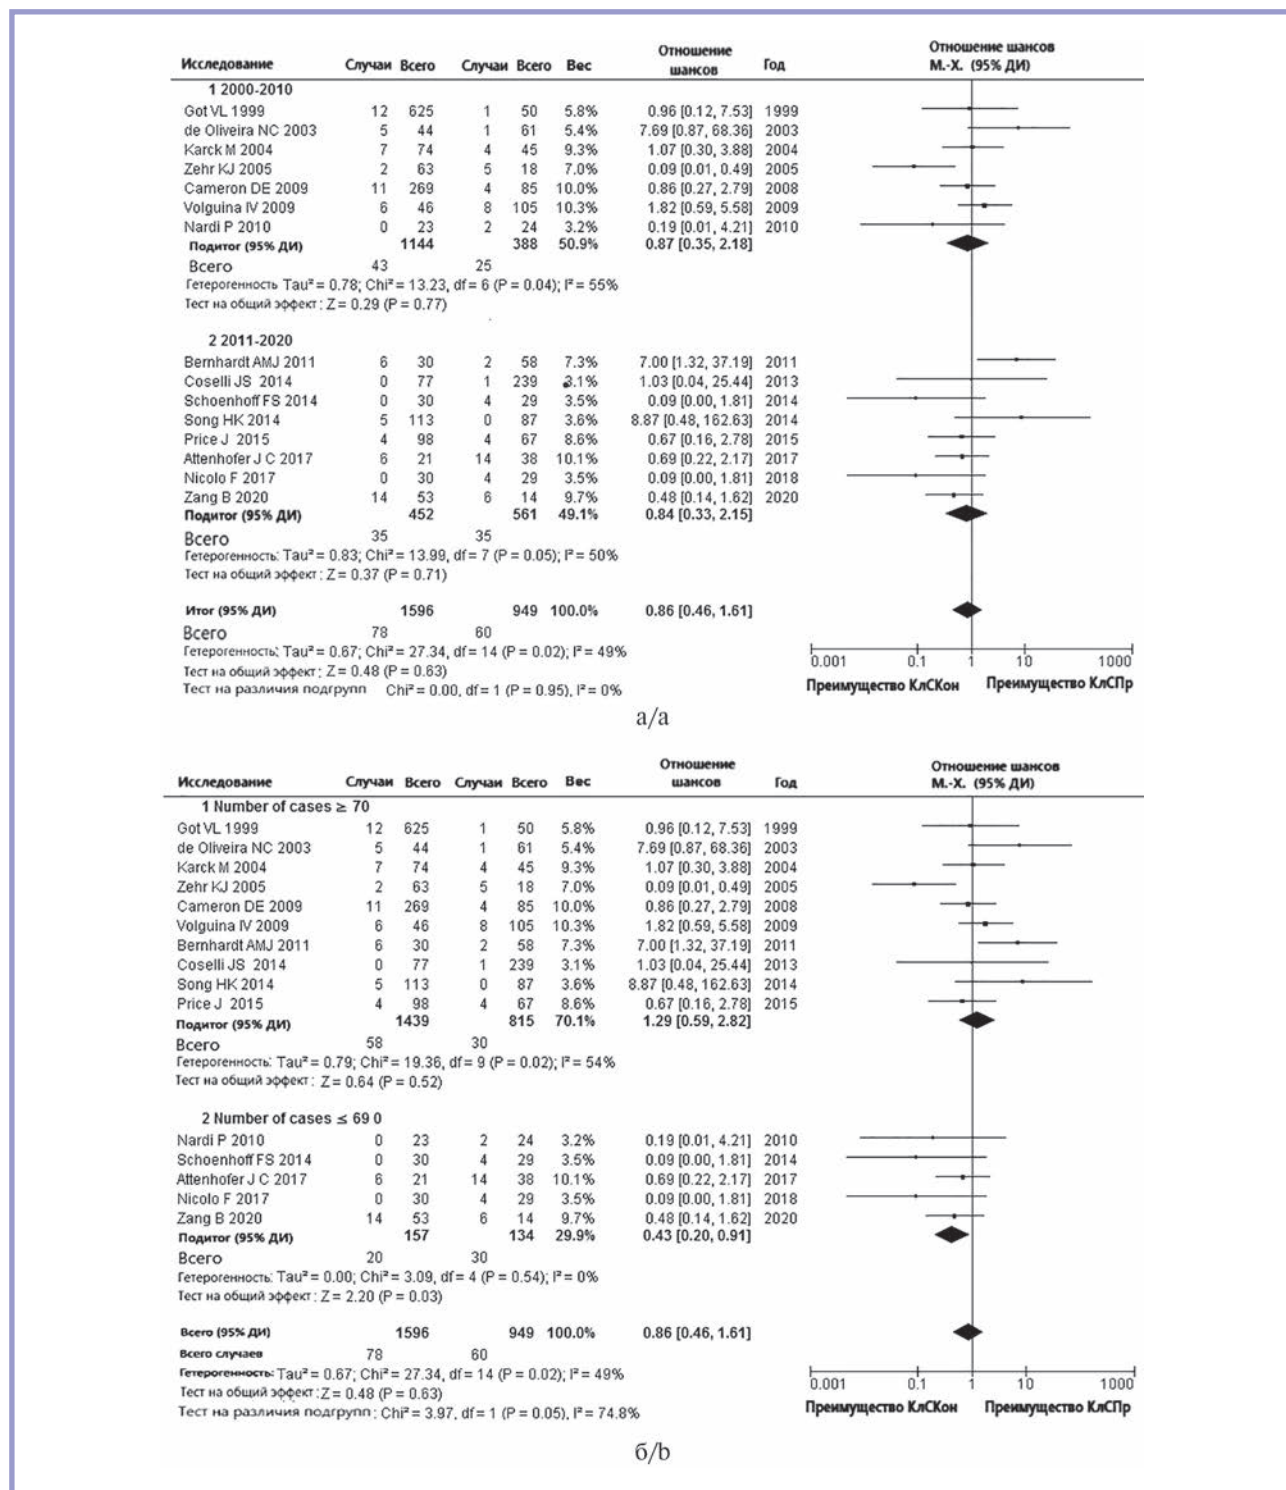 Исследование Случаи Всего Случаи Всего Вес Отношение шансов Год Отношение шансов М.-Х. (95% ДИ)
1 2000-2010
Got VL 1999 12 625 1 50 5.8% 0.96 [0.12, 7.53] 1999
de Oliveira NC 2003 5 44 1 61 5.4% 7.69 [0.87, 68.36] 2003
Karck M 2004 7 74 4 45 9.3% 1.07 [0.30, 3.88] 2004
Zehr KJ 2005 2 63 5 18 7.0% 0.09 [0.01, 0.49] 2005
Cameron DE 2009 11 269 4 85 10.0% 0.86 [0.27, 2.79] 2008
Volguina IV 2009 6 46 8 105 10.3% 1.82 [0.59, 5.58] 2009
Nardi P 2010 0 23 2 24 3.2% 0.19 [0.01, 4.21] 2010
Подитог (95% ДИ) 1144 388 50.9% 0.87 [0.35, 2.18]
Всего 43 25
Гетерогенность Tau² = 0.78; Chi² = 13.23, df = 6 (P = 0.04); I² = 55%
Тест на общий эффект : Z = 0.29 (P = 0.77)
2 2011-2020
Bernhardt AMJ 2011 6 30 2 58 7.3% 7.00 [1.32, 37.19] 2011
Coselli JS 2014 0 77 1 239 3.1% 1.03 [0.04, 25.44] 2013
Schoenhoff FS 2014 0 30 4 29 3.5% 0.09 [0.00, 1.81] 2014
Song HK 2014 5 113 0 87 3.6% 8.87 [0.48, 162.63] 2014
Price J 2015 4 98 4 67 8.6% 0.67 [0.16, 2.78] 2015
Attenhofer J C 2017 6 21 14 38 10.1% 0.69 [0.22, 2.17] 2017
Nicolo F 2017 0 30 4 29 3.5% 0.09 [0.00, 1.81] 2018
Zang B 2020 14 53 6 14 9.7% 0.48 [0.14, 1.62] 2020
Подитог (95% ДИ) 452 561 49.1% 0.84 [0.33, 2.15]
Всего 35 35
Гетерогенность: Tau² = 0.83; Chi² = 13.99, df = 7 (P = 0.05); I² = 50%
Тест на общий эффект : Z = 0.37 (P = 0.71)
Итог (95% ДИ) 1596 949 100.0% 0.86 [0.46, 1.61]
Всего 78 60
Гетерогенность: Tau² = 0.67; Chi² = 27.34, df = 14 (P = 0.02); I² = 49%
Тест на общий эффект : Z = 0.48 (P = 0.63)
Тест на различия подгрупп Chi² = 0.00, df = 1 (P = 0.95), I² = 0%
0.001 0.1 1 10 1000
Преимущество КлСКон Преимущество КлСПр
а/a
Исследование Случаи Всего Случаи Всего Вес Отношение шансов Год Отношение шансов М.-Х. (95% ДИ)
1 Number of cases ≥ 70
Got VL 1999 12 625 1 50 5.8% 0.96 [0.12, 7.53] 1999
de Oliveira NC 2003 5 44 1 61 5.4% 7.69 [0.87, 68.36] 2003
Karck M 2004 7 74 4 45 9.3% 1.07 [0.30, 3.88] 2004
Zehr KJ 2005 2 63 5 18 7.0% 0.09 [0.01, 0.49] 2005
Cameron DE 2009 11 269 4 85 10.0% 0.86 [0.27, 2.79] 2008
Volguina IV 2009 6 46 8 105 10.3% 1.82 [0.59, 5.58] 2009
Bernhardt AMJ 2011 6 30 2 58 7.3% 7.00 [1.32, 37.19] 2011
Coselli JS 2014 0 77 1 239 3.1% 1.03 [0.04, 25.44] 2013
Song HK 2014 5 113 0 87 3.6% 8.87 [0.48, 162.63] 2014
Price J 2015 4 98 4 67 8.6% 0.67 [0.16, 2.78] 2015
Подитог (95% ДИ) 1439 815 70.1% 1.29 [0.59, 2.82]
Всего 58 30
Гетерогенность: Tau² = 0.79; Chi² = 19.36, df = 9 (P = 0.02); I² = 54%
Тест на общий эффект : Z = 0.64 (P = 0.52)
2 Number of cases ≤ 69 0
Nardi P 2010 0 23 2 24 3.2% 0.19 [0.01, 4.21] 2010
Schoenhoff FS 2014 0 30 4 29 3.5% 0.09 [0.00, 1.81] 2014
Attenhofer J C 2017 6 21 14 38 10.1% 0.69 [0.22, 2.17] 2017
Nicolo F 2017 0 30 4 29 3.5% 0.09 [0.00, 1.81] 2018
Zang B 2020 14 53 6 14 9.7% 0.48 [0.14, 1.62] 2020
Подитог (95% ДИ) 157 134 29.9% 0.43 [0.20, 0.91]
Всего 20 30
Гетерогенность: Tau² = 0.00; Chi² = 3.09, df = 4 (P = 0.54); I² = 0%
Тест на общий эффект : Z = 2.20 (P = 0.03)
Всего (95% ДИ) 1596 949 100.0% 0.86 [0.46, 1.61]
Всего случаев 78 60
Гетерогенность: Tau² = 0.67; Chi² = 27.34, df = 14 (P = 0.02); I² = 49%
Тест на общий эффект : Z = 0.48 (P = 0.63)
Тест на различия подгрупп : Chi² = 3.97, df = 1 (P = 0.05), I² = 74.8%
0.001 0.1 1 10 1000
Преимущество КлСКон Преимущество КлСПр
б/b